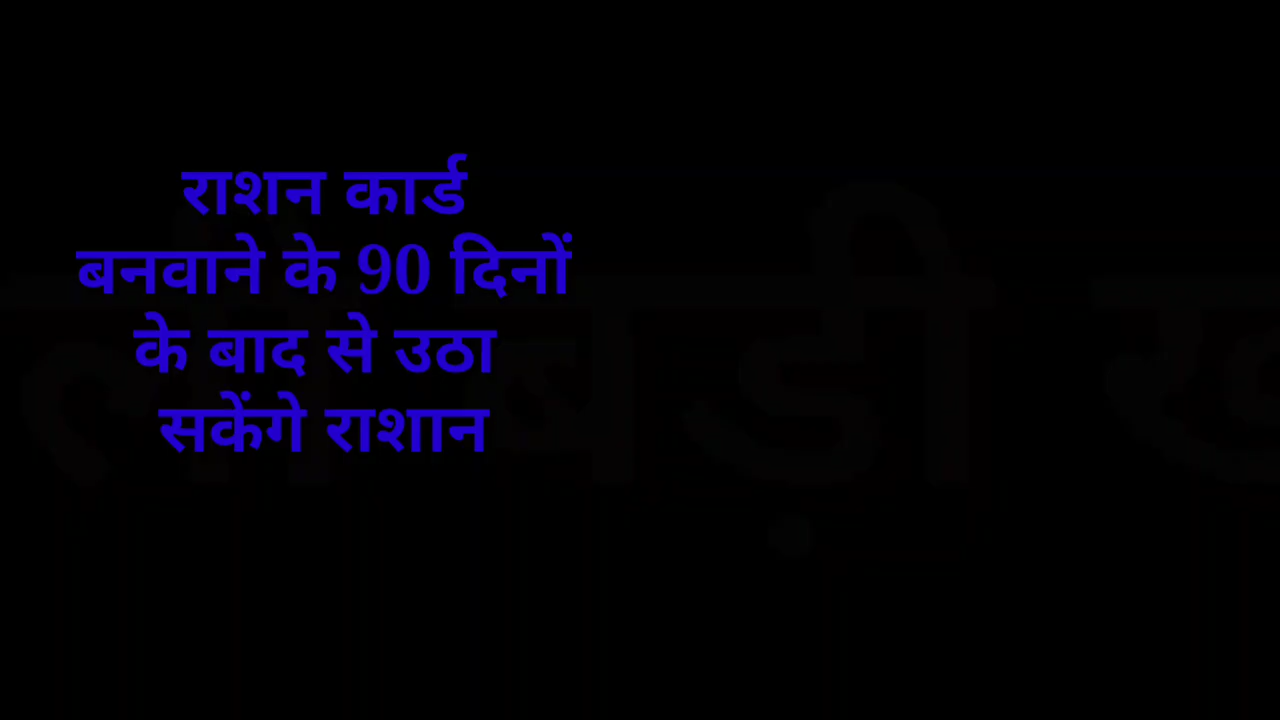 राशन कार्ड
बनवाने के 90 दिनों
के बाद से उठा
सकेंगे राशान